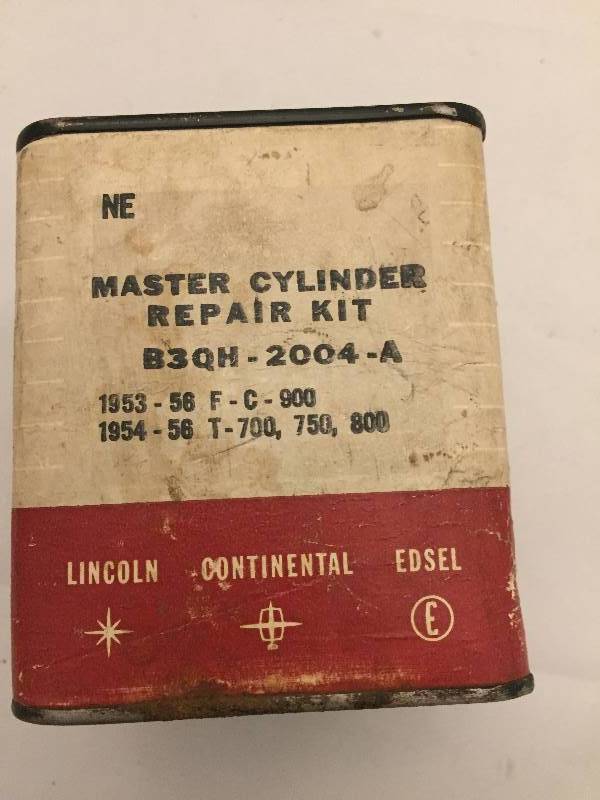 NE
MASTER CYLINDER
REPAIR KIT
B3QH-2004-A
1953-56 F-C-900
1954-56 T-700, 750, 800
LINCOLN CONTINENTAL EDSEL
E